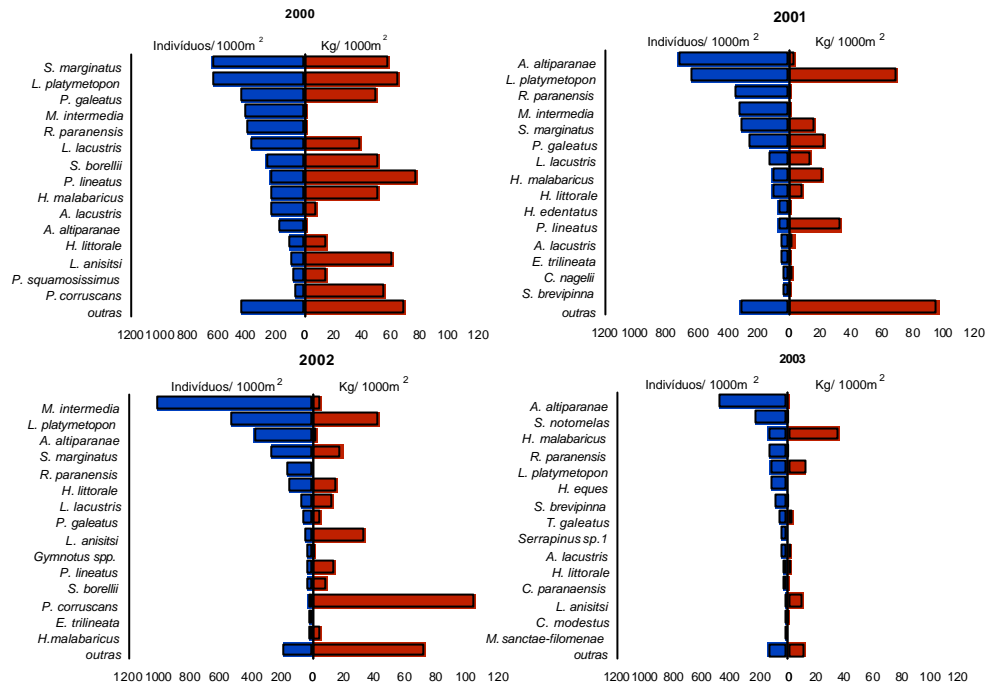 2000
Indivíduos/ 1000m 2 Kg/ 1000m 2
S. marginatus
L. platymetopon
P. galeatus
M. intermedia
R. paranensis
L. lacustris
S. borellii
P. lineatus
H. malabaricus
A. lacustris
A. altiparanae
H. littorale
L. anisitsi
P. squamosissimus
P. corruscans
outras
1200 1000 800 600 400 200 0 20 40 60 80 100 120
2001
Indivíduos/ 1000m 2 Kg/ 1000m 2
A. altiparanae
L. platymetopon
R. paranensis
M. intermedia
S. marginatus
P. galeatus
L. lacustris
H. malabaricus
H. littorale
H. edentatus
P. lineatus
A. lacustris
E. trilineata
C. nagelii
S. brevipinna
outras
1200 1000 800 600 400 200 0 20 40 60 80 100 120
2002
Indivíduos/ 1000m 2 Kg/ 1000m 2
M. intermedia
L. platymetopon
A. altiparanae
S. marginatus
R. paranensis
H. littorale
L. lacustris
P. galeatus
L. anisitsi
Gymnotus spp.
P. lineatus
S. borellii
P. corruscans
E. trilineata
H.malabaricus
outras
1200 1000 800 600 400 200 0 20 40 60 80 100 120
2003
Indivíduos/ 1000m 2 Kg/ 1000m 2
A. altiparanae
S. notomelas
H. malabaricus
R. paranensis
L. platymetopon
H. eques
S. brevipinna
T. galeatus
Serrapinus sp.1
A. lacustris
H. littorale
C. paranaensis
L. anisitsi
C. modestus
M. sanctae-filomenae
outras
1200 1000 800 600 400 200 0 20 40 60 80 100 120